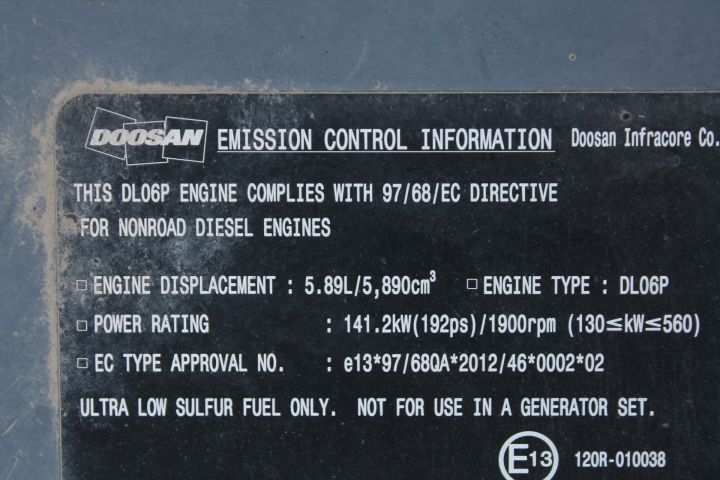 DOOSAN EMISSION CONTROL INFORMATION Doosan Infracore Co.
THIS DL06P ENGINE COMPLIES WITH 97/68/EC DIRECTIVE
FOR NONROAD DIESEL ENGINES
□ ENGINE DISPLACEMENT : 5.89L/5,890cm³ □ ENGINE TYPE : DL06P
□ POWER RATING : 141.2kW(192ps)/1900rpm (130≤kW≤560)
□ EC TYPE APPROVAL NO. : e13*97/68QA*2012/46*0002*02
ULTRA LOW SULFUR FUEL ONLY. NOT FOR USE IN A GENERATOR SET.
E13 120R-010038